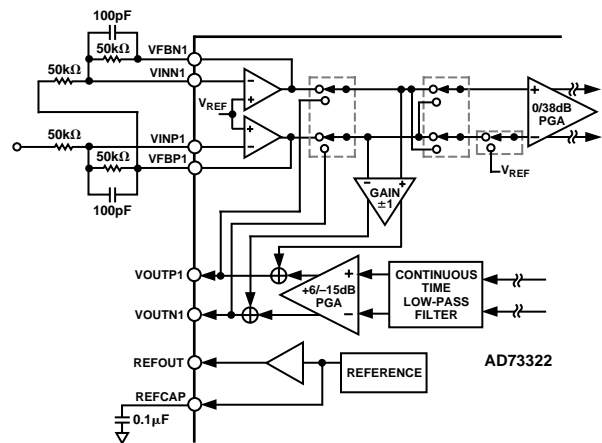 100pF
50kΩ
VFBN1
50kΩ
VINN1
VREF
50kΩ
VINP1
50kΩ
VFBP1
100pF
0/38dB
PGA
VREF
GAIN
±1
VOUTP1
+6/–15dB
PGA
CONTINUOUS
TIME
LOW-PASS
FILTER
VOUTN1
REFOUT
REFERENCE
AD73322
REFCAP
0.1µF